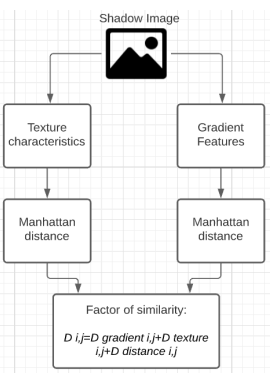 Shadow Image
Texture
characteristics
Gradient
Features
Manhattan
distance
Manhattan
distance
Factor of similarity:
D i,j=D gradient i,j+D texture
i,j+D distance i,j